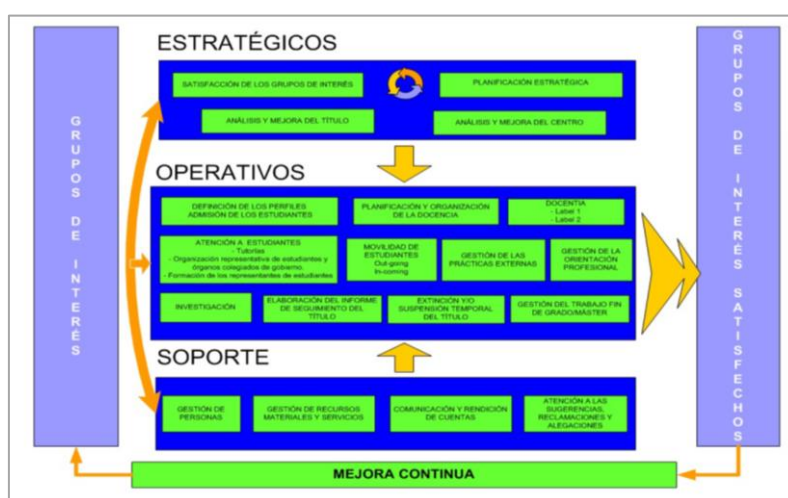 GRUPOS DE INTERÉS
ESTRATÉGICOS
SATISFACCIÓN DE LOS GRUPOS DE INTERÉS
PLANIFICACIÓN ESTRATÉGICA
ANÁLISIS Y MEJORA DEL TÍTULO
ANÁLISIS Y MEJORA DEL CENTRO
OPERATIVOS
DEFINICIÓN DE LOS PERFILES
ADMISIÓN DE LOS ESTUDIANTES
PLANIFICACIÓN Y ORGANIZACIÓN
DE LA DOCENCIA
DOCENTIA
- Label 1
- Label 2
ATENCIÓN A ESTUDIANTES
- Tutorías
- Organización representativa de estudiantes y
órganos colegiados de gobierno.
- Formación de los representantes de estudiantes
MOVILIDAD DE
ESTUDIANTES
Out-going
In-coming
GESTIÓN DE LAS
PRÁCTICAS EXTERNAS
GESTIÓN DE LA
ORIENTACIÓN
PROFESIONAL
INVESTIGACIÓN
ELABORACIÓN DEL INFORME
DE SEGUIMIENTO DEL
TÍTULO
EXTINCIÓN Y/O
SUSPENSIÓN TEMPORAL
DEL TÍTULO
GESTIÓN DEL TRABAJO FIN
DE GRADO/MÁSTER
SOPORTE
GESTIÓN DE
PERSONAS
GESTIÓN DE RECURSOS
MATERIALES Y SERVICIOS
COMUNICACIÓN Y RENDICIÓN
DE CUENTAS
ATENCIÓN A LAS
SUGERENCIAS,
RECLAMACIONES Y
ALEGACIONES
GRUPOS DE INTERÉS SATISFECHOS
MEJORA CONTINUA